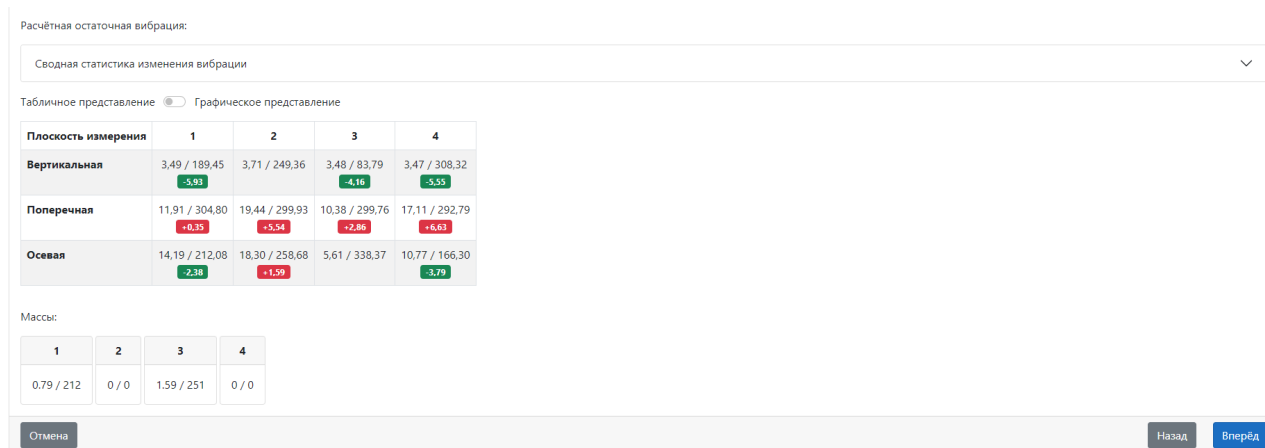 Расчётная остаточная вибрация:
Сводная статистика изменения вибрации
Табличное представление Графическое представление
Плоскость измерения 1 2 3 4
Вертикальная 3,49 / 189,45 3,71 / 249,36 3,48 / 83,79 3,47 / 308,32
-5,93 -4,16 -5,55
Поперечная 11,91 / 304,80 19,44 / 299,93 10,38 / 299,76 17,11 / 292,79
+0,35 +5,54 +2,86 +6,63
Осевая 14,19 / 212,08 18,30 / 258,68 5,61 / 338,37 10,77 / 166,30
-2,38 +1,59 -3,79
Массы:
1 2 3 4
0.79 / 212 0 / 0 1.59 / 251 0 / 0
Отмена Назад Вперёд